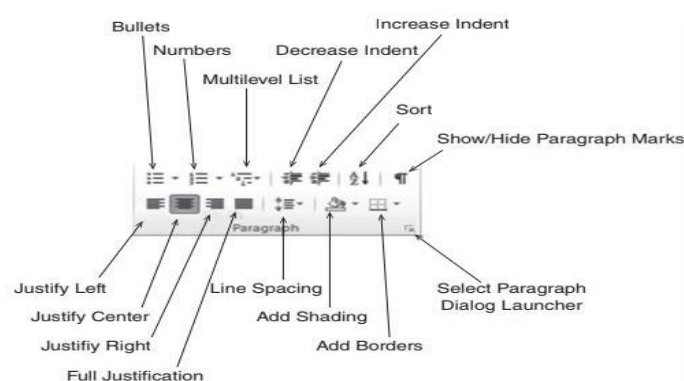 Bullets
Increase Indent
Numbers
Decrease Indent
Multilevel List
Sort
Show/Hide Paragraph Marks
Paragraph
Justify Left
Line Spacing
Select Paragraph
Dialog Launcher
Justify Center
Add Shading
Justifiy Right
Add Borders
Full Justification